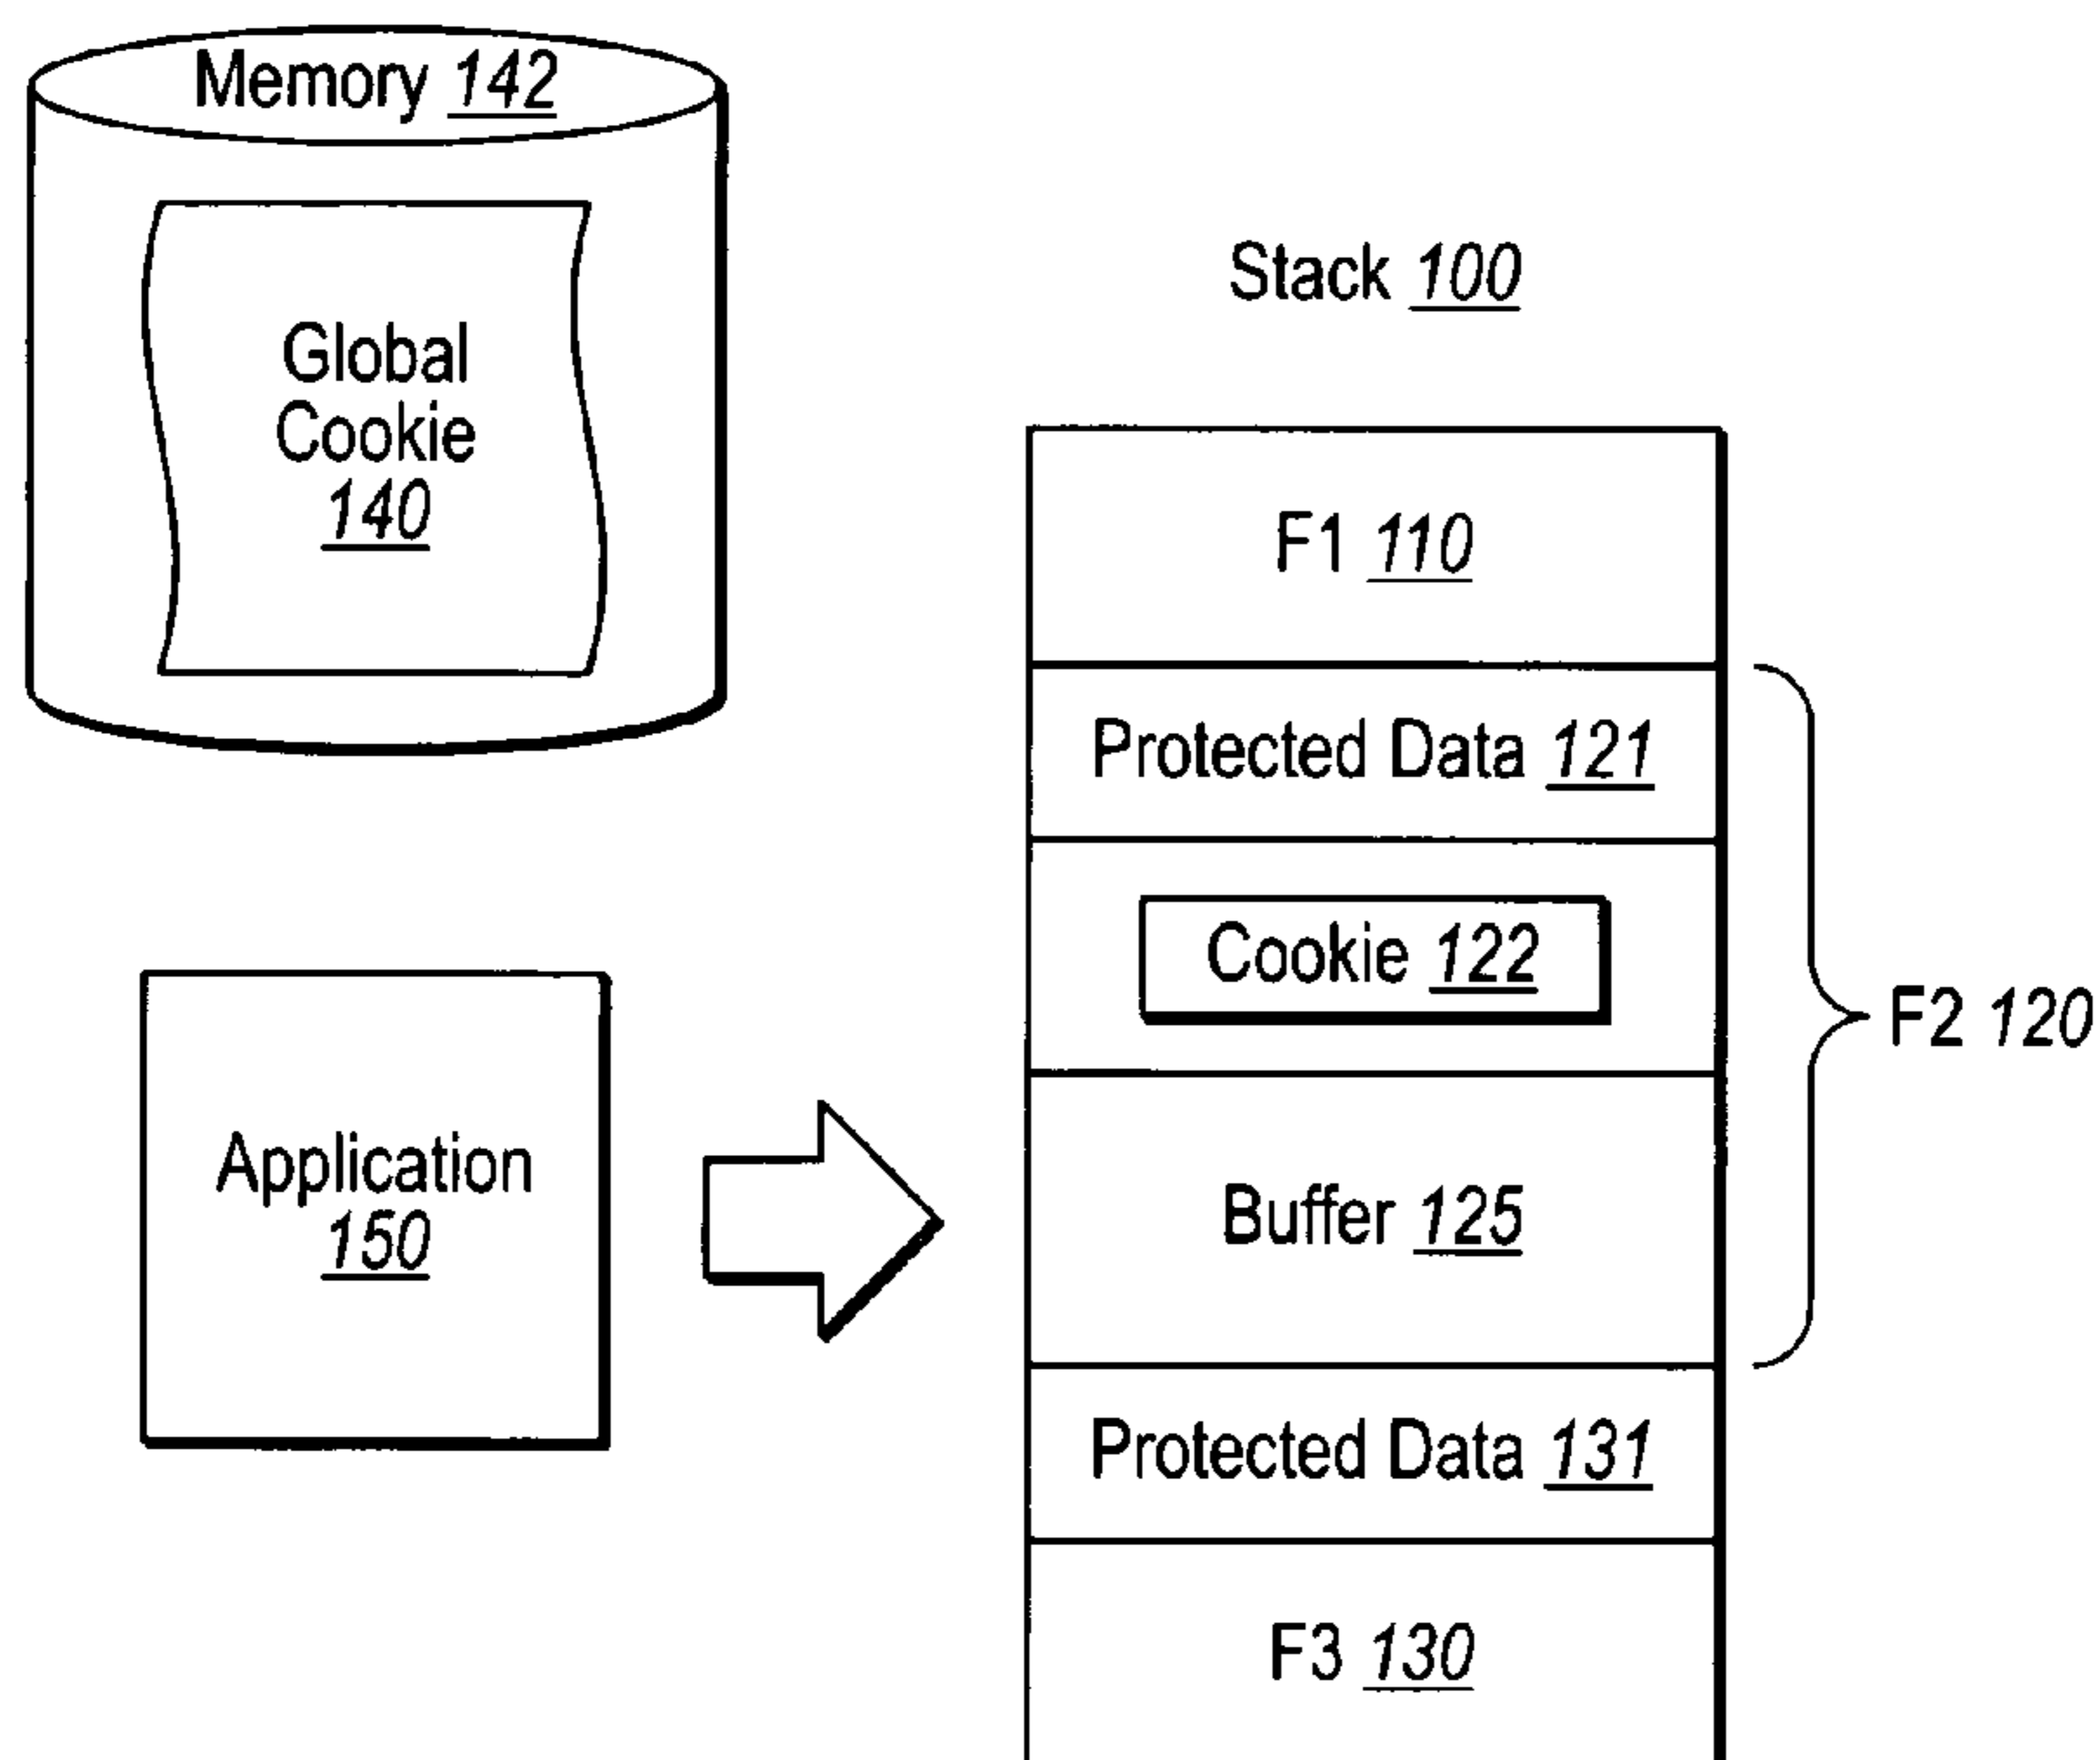 Memory 142
Global
Cookie
140
Stack 100
F1 110
Protected Data 121
Cookie 122
F2 120
Application
150
Buffer 125
Protected Data 131
F3 130